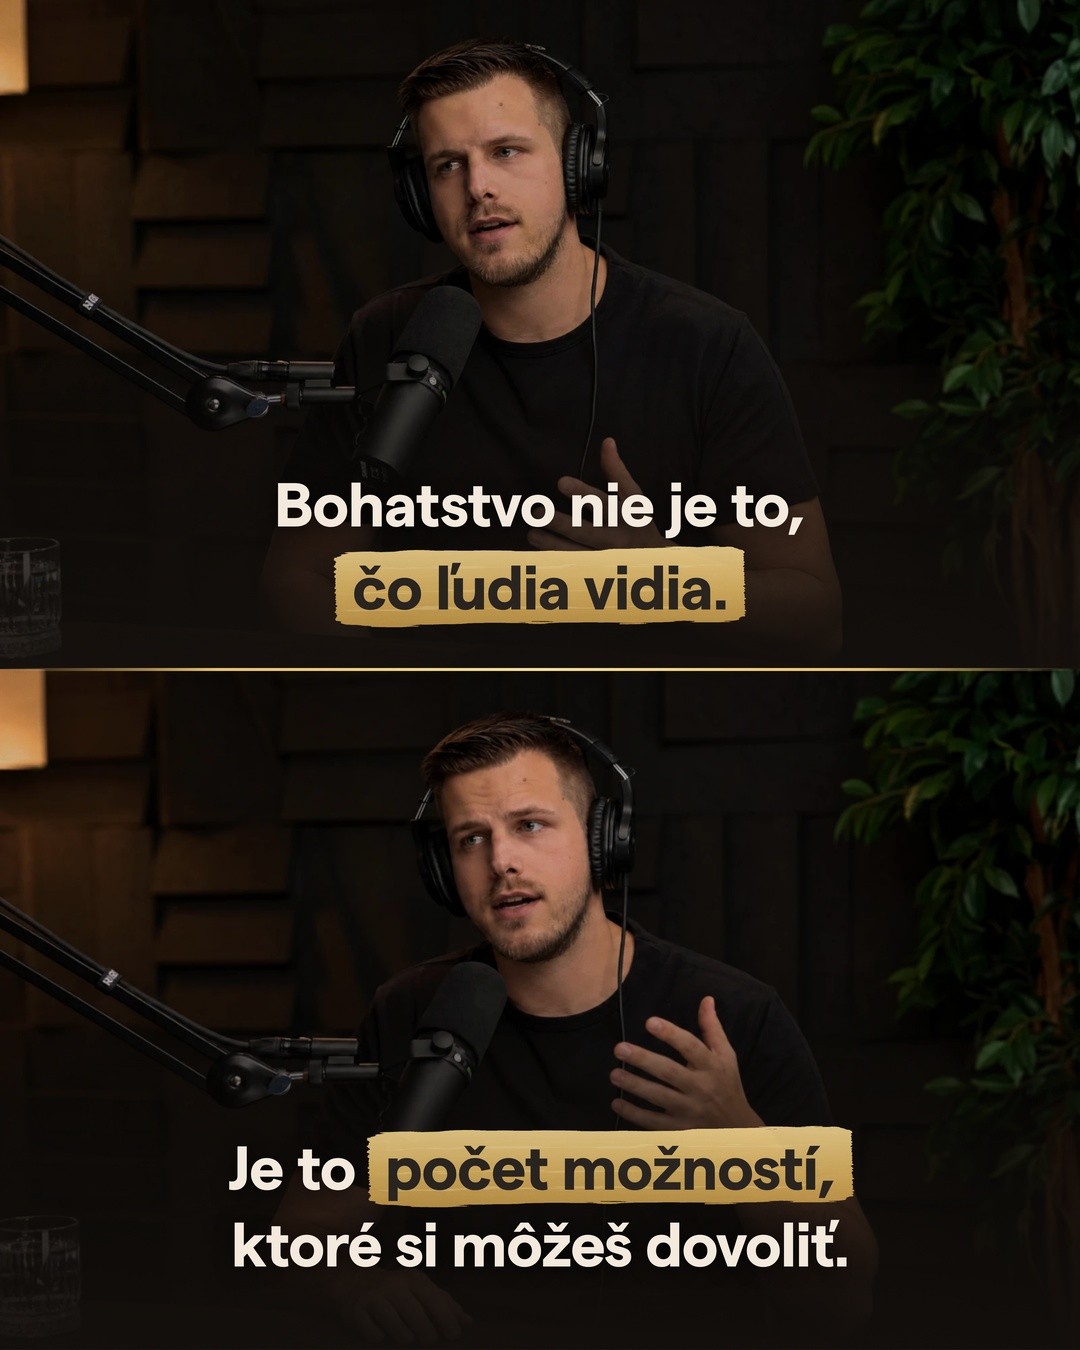 Bohatstvo nie je to,
čo ľudia vidia.
Je to počet možností,
ktoré si môžeš dovoliť.